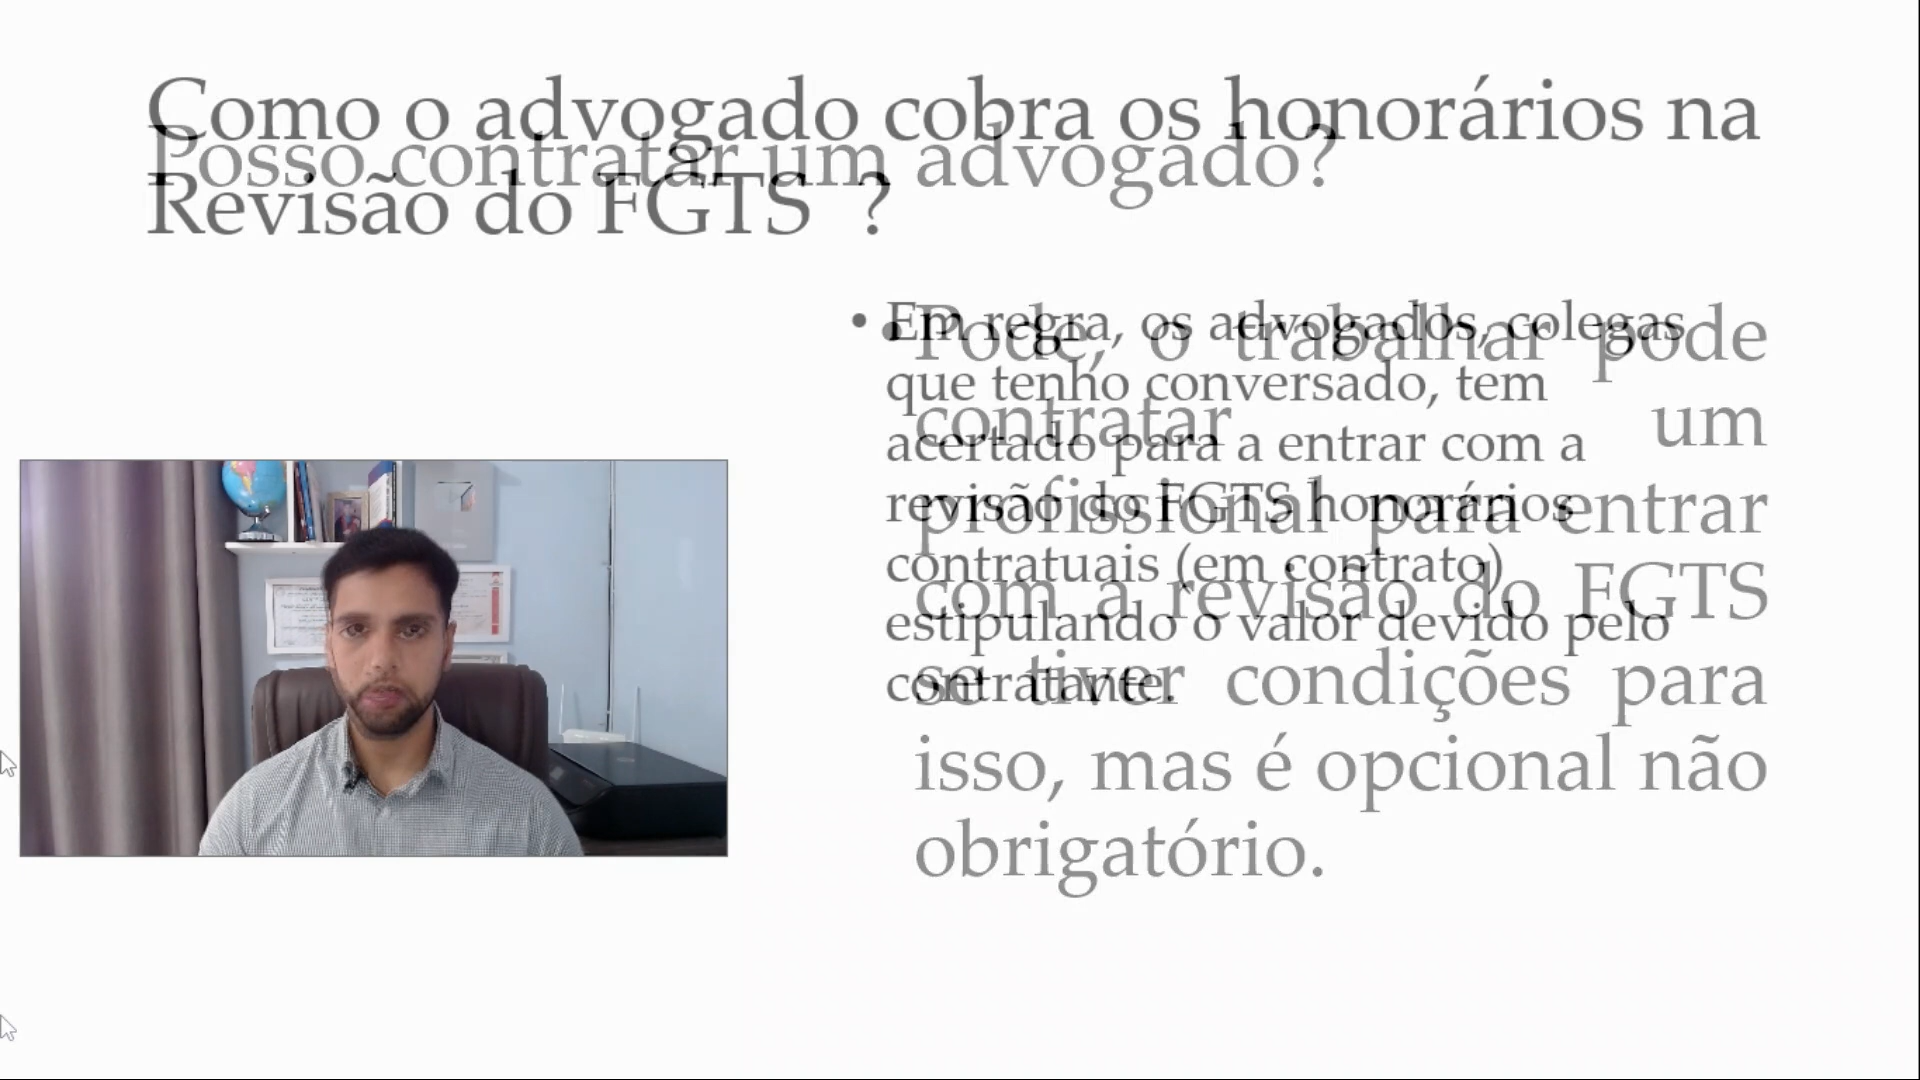 Como o advogado cobra os honorários na
Revisão do FGTS ?
Posso contratar um advogado?
• Em regra, os advogados, colegas
que tenho conversado, tem
acertado para a entrar com a
revisão do FGTS honorários
contratuais (em contrato)
estipulando o valor devido pelo
contratante.
• Pode, o trabalhar pode
contratar um
profissional para entrar
com a revisão do FGTS
se tiver condições para
isso, mas é opcional não
obrigatório.